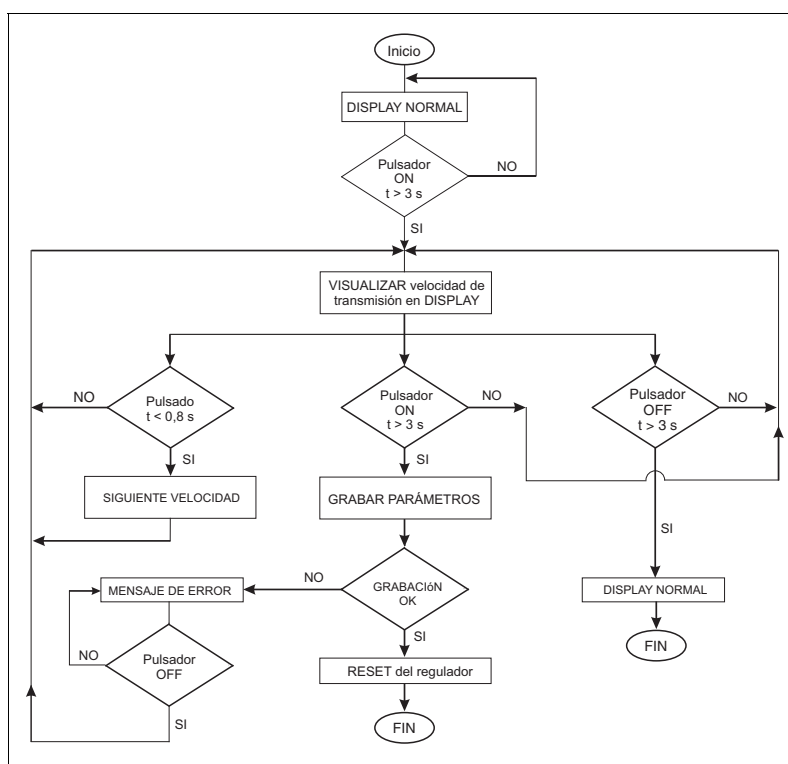 Inicio
DISPLAY NORMAL
Pulsador
ON
t > 3 s
NO
SI
VISUALIZAR velocidad de
transmisión en DISPLAY
Pulsado
t < 0,8 s
NO
SI
SIGUIENTE VELOCIDAD
Pulsador
ON
t > 3 s
NO
SI
GRABAR PARÁMETROS
GRABACIóN
OK
NO
SI
MENSAJE DE ERROR
Pulsador
OFF
NO
SI
RESET del regulador
FIN
Pulsador
OFF
t > 3 s
NO
SI
DISPLAY NORMAL
FIN